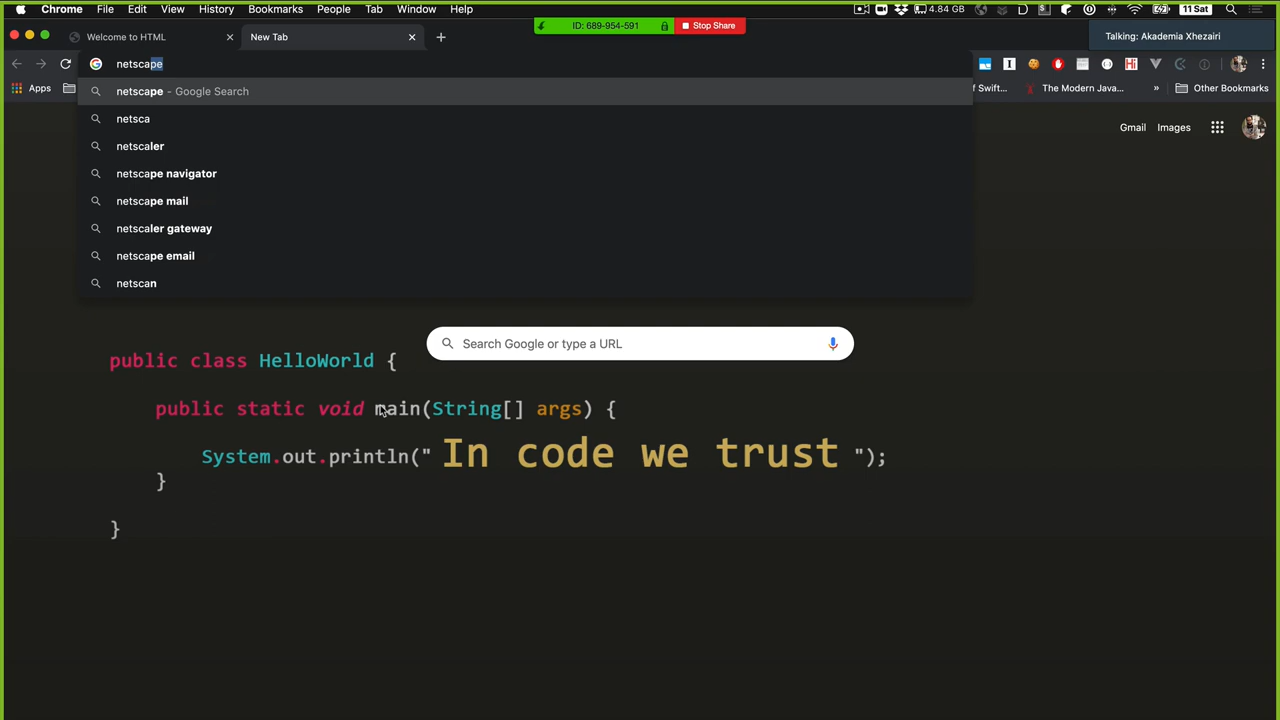 Chrome File Edit View History Bookmarks People Tab Window Help
4.84 GB
11 Sat
ID: 689-954-591
Stop Share
Talking: Akademia Xhezairi
Welcome to HTML
New Tab
netscape
Apps
f Swift...
The Modern Java...
»
Other Bookmarks
netscape - Google Search
netsca
netscaler
netscape navigator
netscape mail
netscaler gateway
netscape email
netscan
Gmail Images
Search Google or type a URL
public class HelloWorld {
public static void main(String[] args) {
System.out.println(" In code we trust ");
}
}